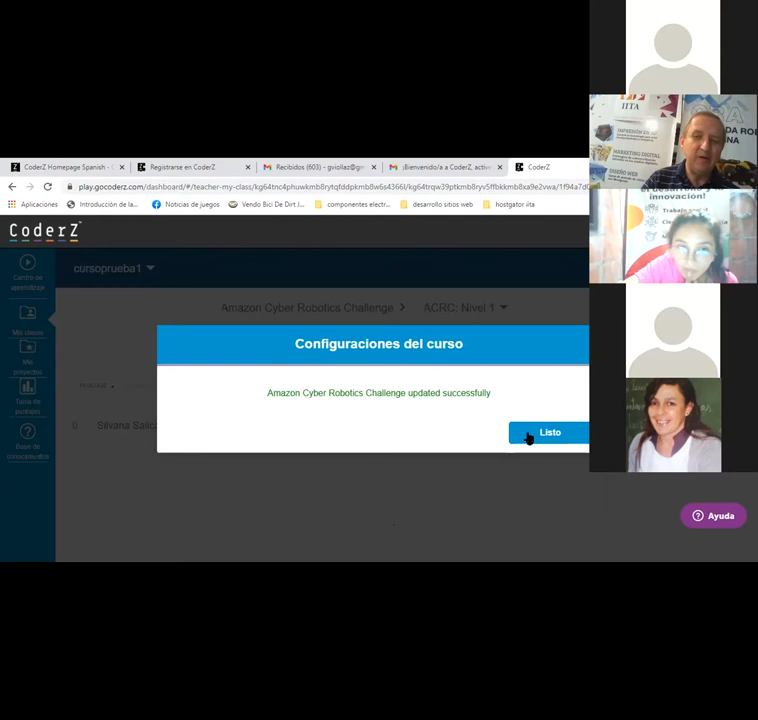 CoderZ Homepage Spanish -
Registrarse en CoderZ
Recibidos (603) - gviollaz@gm
¡Bienvenido/a a CoderZ, active
CoderZ
play.gocoderz.com/dashboard/#/teacher-my-class/
Aplicaciones
Introducción de la...
Noticias de juegos
Vendo Bici De Dirt.I...
componentes electr...
desarrollo sitios web
hostgator iita
CoderZ
Centro de
aprendizaje
Mis clases
Mis
proyectos
Tabla de
puntajes
Base de
conocimientos
cursoprueba1
Amazon Cyber Robotics Challenge
ACRC: Nivel 1
Configuraciones del curso
Amazon Cyber Robotics Challenge updated successfully
Listo
0 Silvana Salic
Ayuda
IITA
IMPRESIÓN EN 3D
MARKETING DIGITAL
DISEÑO WEB
innovación!